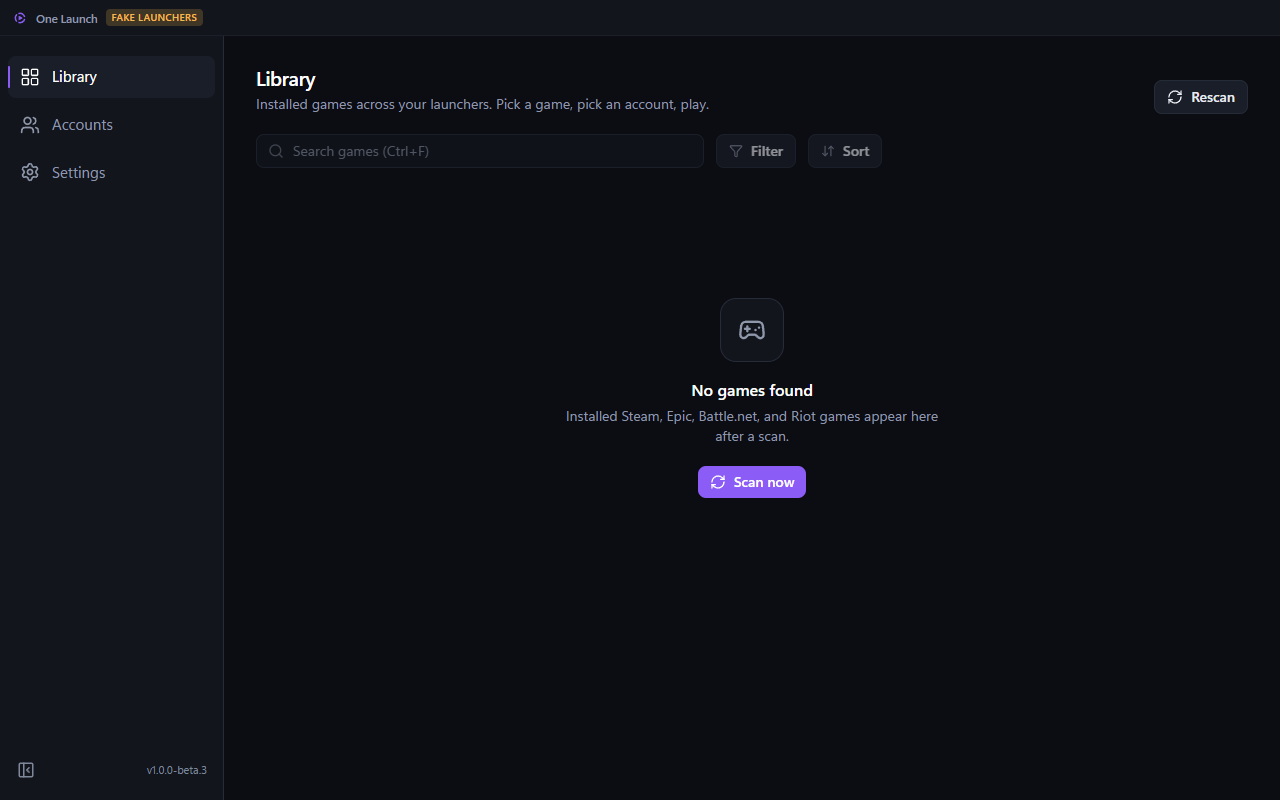 One Launch FAKE LAUNCHERS
Library
Accounts
Settings
v1.0.0-beta.3
Library
Installed games across your launchers. Pick a game, pick an account, play.
Rescan
Search games (Ctrl+F)
Filter
Sort
No games found
Installed Steam, Epic, Battle.net, and Riot games appear here
after a scan.
Scan now